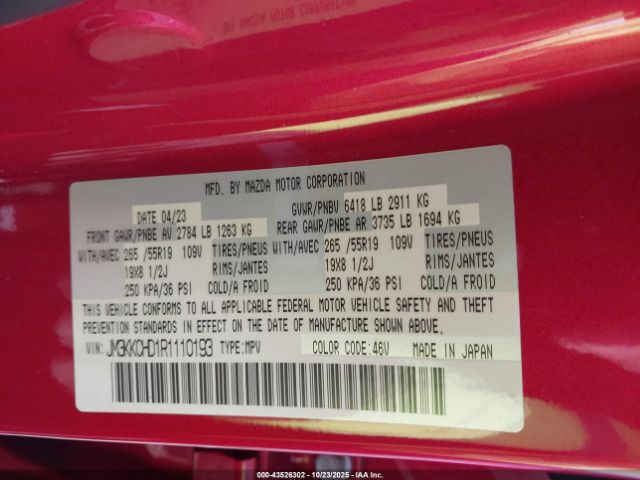 MFD. BY MAZDA MOTOR CORPORATION
DATE 04/23 GVWR/PNBV 6418 LB 2911 KG
FRONT GAWR/PNBE AV 2784 LB 1263 KG REAR GAWR/PNBE AR 3735 LB 1694 KG
WITH/AVEC 265 /55R19 109V TIRES/PNEUS WITH/AVEC 265 /55R19 109V TIRES/PNEUS
19X8 1/2J RIMS/JANTES 19X8 1/2J RIMS/JANTES
250 KPA/36 PSI COLD/A FROID 250 KPA/36 PSI COLD/A FROID
THIS VEHICLE CONFORMS TO ALL APPLICABLE FEDERAL MOTOR VEHICLE SAFETY AND THEFT
PREVENTION STANDARDS IN EFFECT ON THE DATE OF MANUFACTURE SHOWN ABOVE.
VIN: JM3KKCHD1R1110193 TYPE:MPV COLOR CODE:46V MADE IN JAPAN
000-43526302 - 10/23/2025 - IAAI, Inc.